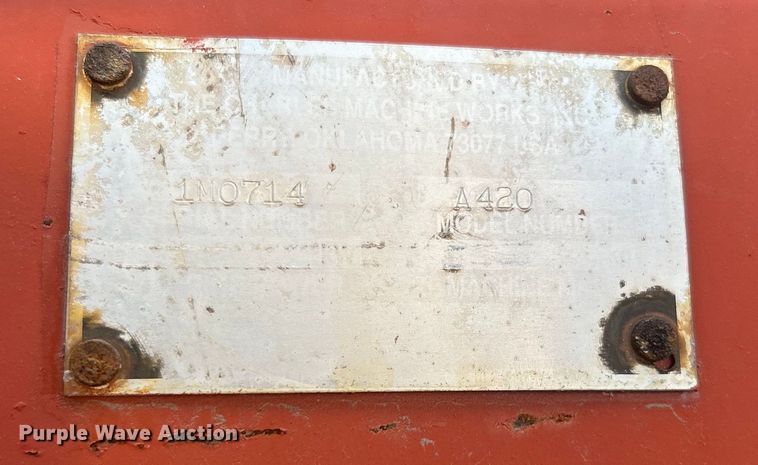 MANUFACTURED BY
THE CHARLES MACHINE WORKS, INC.
PERRY, OKLAHOMA 73077 USA
1M0714 A420
MODEL NUMBER
Purple Wave Auction